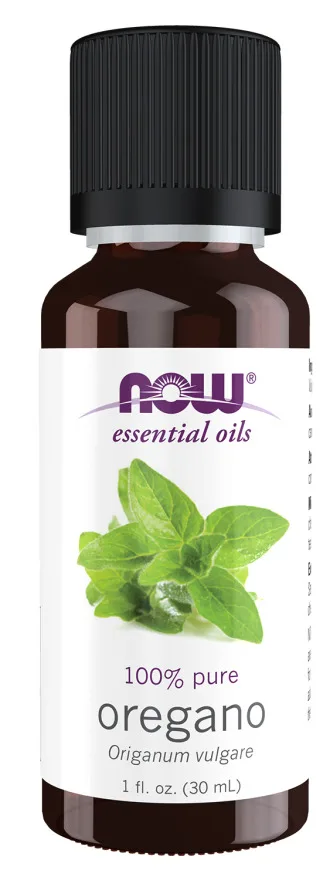 NOW®
essential oils
100% pure
oregano
Origanum vulgare
1 fl. oz. (30 mL)